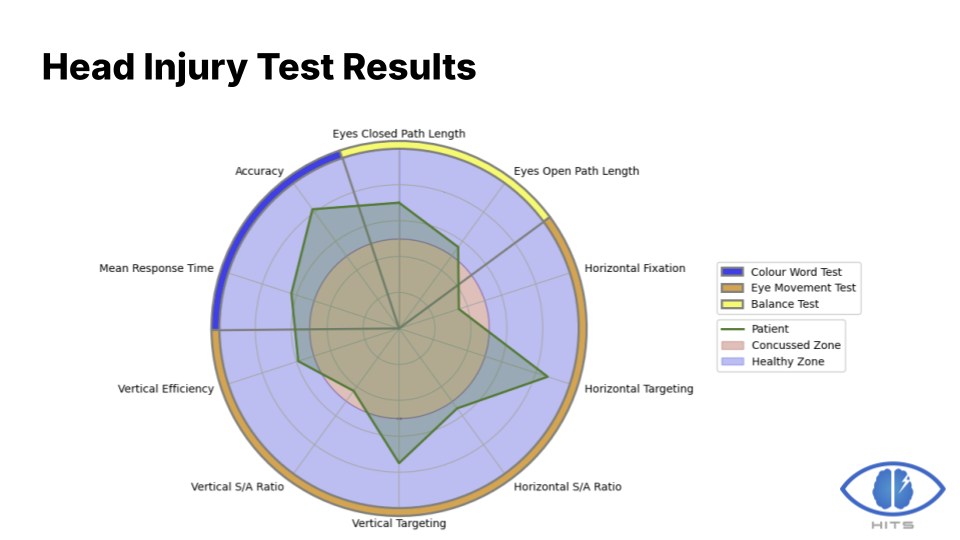 Head Injury Test Results
Eyes Closed Path Length
Accuracy
Eyes Open Path Length
Mean Response Time
Horizontal Fixation
Colour Word Test
Eye Movement Test
Balance Test
Patient
Concussed Zone
Healthy Zone
Vertical Efficiency
Horizontal Targeting
Vertical S/A Ratio
Horizontal S/A Ratio
Vertical Targeting
HITS